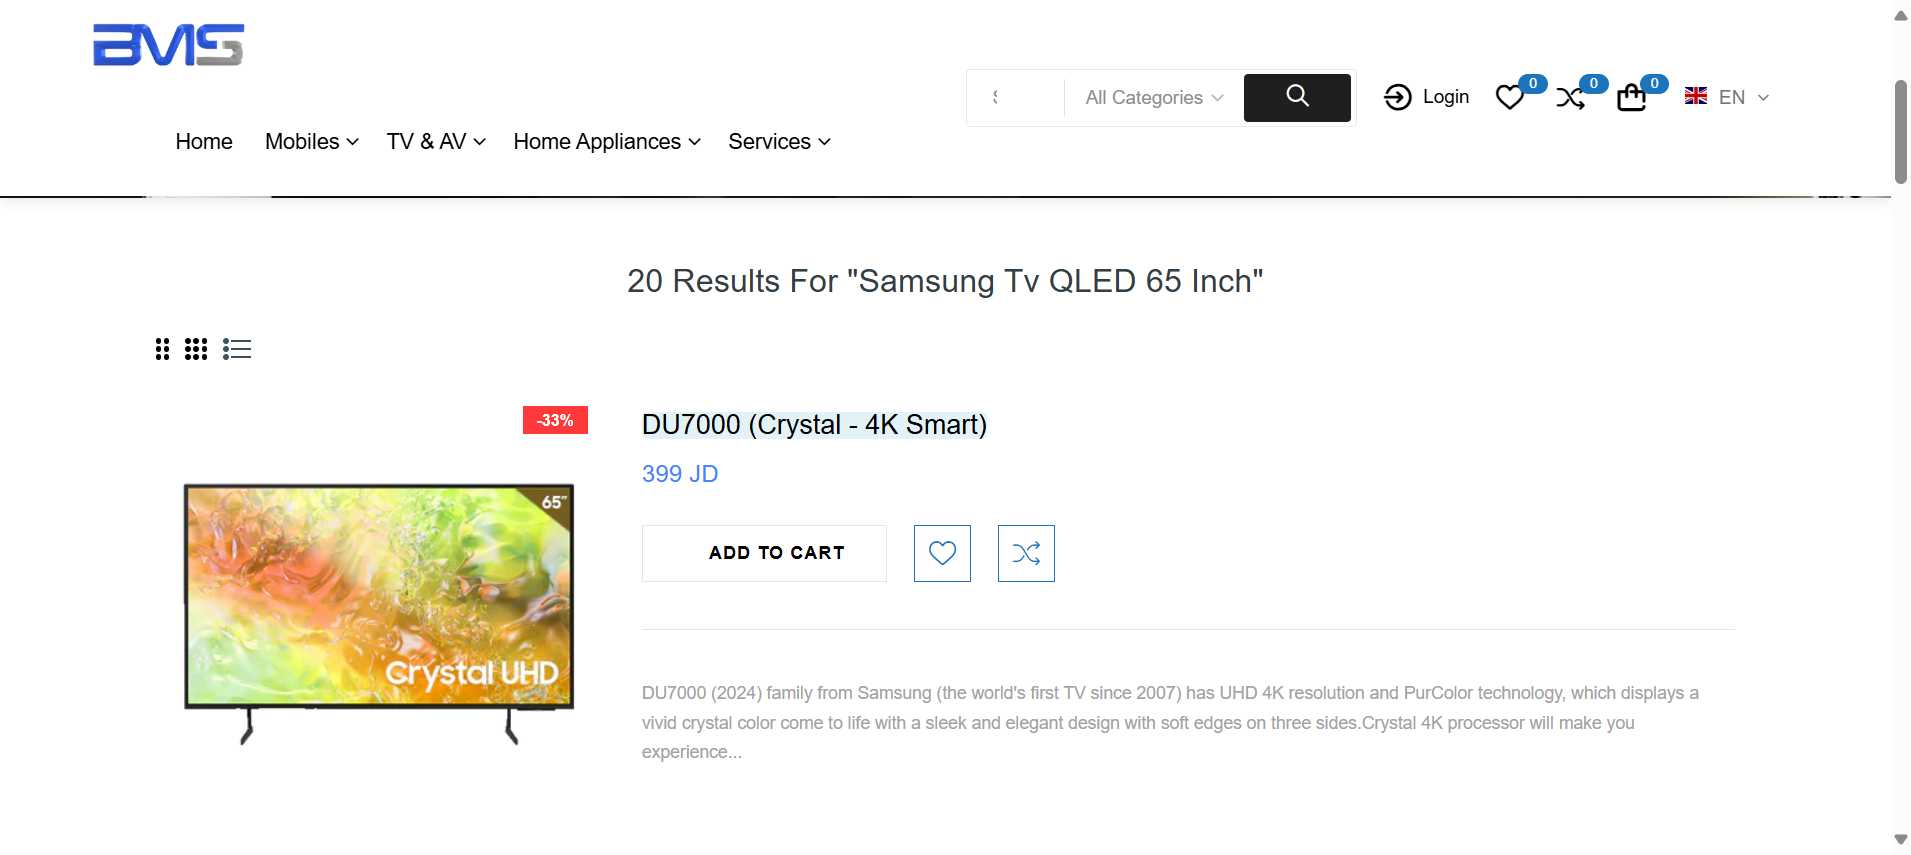 BMS
All Categories
Login
0
0
0
EN
Home
Mobiles
TV & AV
Home Appliances
Services
20 Results For "Samsung Tv QLED 65 Inch"
-33%
DU7000 (Crystal - 4K Smart)
399 JD
65"
ADD TO CART
Crystal UHD
DU7000 (2024) family from Samsung (the world's first TV since 2007) has UHD 4K resolution and PurColor technology, which displays a
vivid crystal color come to life with a sleek and elegant design with soft edges on three sides.Crystal 4K processor will make you
experience...